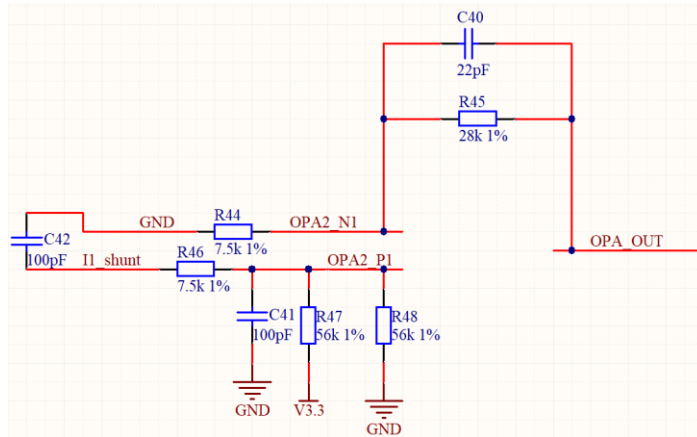 C40
22pF
R45
28k 1%
GND
R44
OPA2_N1
7.5k 1%
OPA_OUT
C42
100pF
I1_shunt
R46
OPA2_P1
7.5k 1%
C41
100pF
R47
56k 1%
R48
56k 1%
GND
V3.3
GND